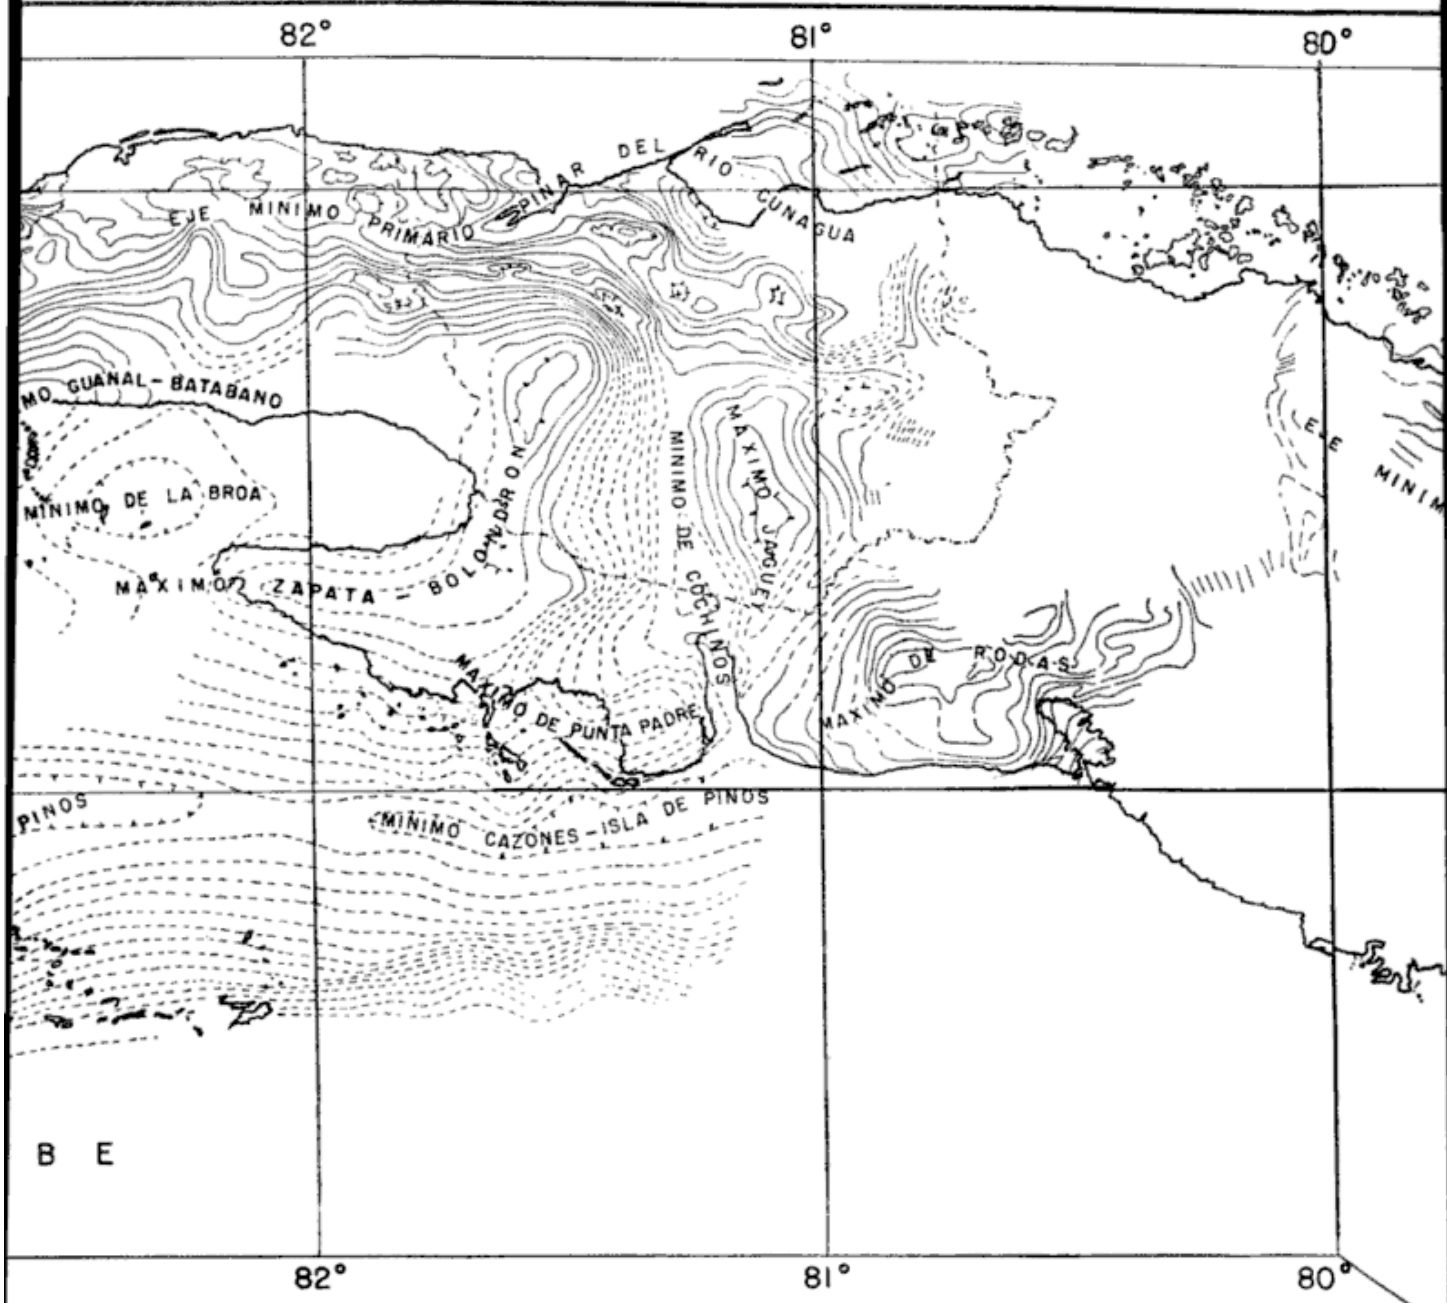 82° 81° 80°
EJE MINIMO PRIMARIO PINAR DEL RIO CUNAGUA
MO GUANAL-BATABANO
EJE MINIM
MINIMO DE LA BROA
MAXIMO ZAPATA - BOLONDRON
MINIMO DE COCHINOS
MAXIMO JAGUEY
MAXIMO DE RODAS
MAXIMO DE PUNTA PADRE
PINOS
MINIMO CAZONES-ISLA DE PINOS
B E
82° 81° 80°